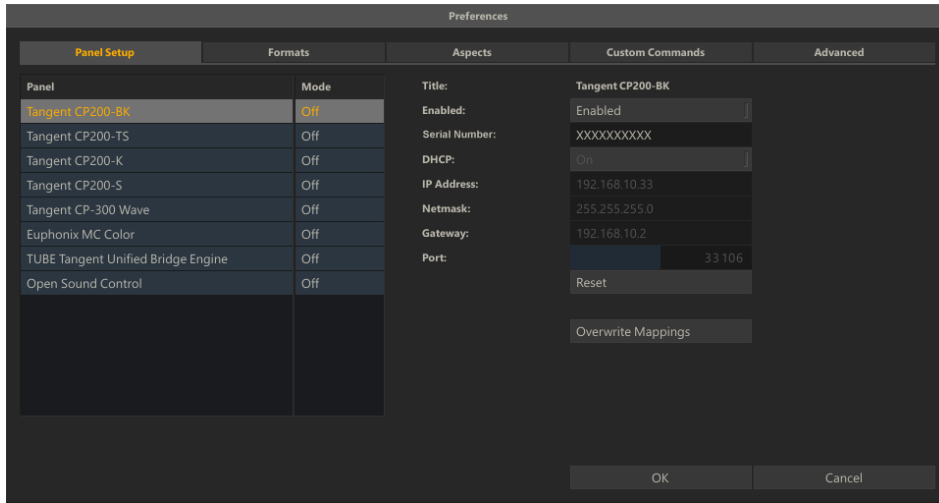 Preferences
Panel Setup Formats Aspects Custom Commands Advanced
Panel Mode
Tangent CP200-BK Off
Tangent CP200-TS Off
Tangent CP200-K Off
Tangent CP200-S Off
Tangent CP-300 Wave Off
Euphonix MC Color Off
TUBE Tangent Unified Bridge Engine Off
Open Sound Control Off
Title: Tangent CP200-BK
Enabled: Enabled
Serial Number: XXXXXXXXXX
DHCP: On
IP Address: 192.168.10.33
Netmask: 255.255.255.0
Gateway: 192.168.10.2
Port: 33106
Reset
Overwrite Mappings
OK Cancel